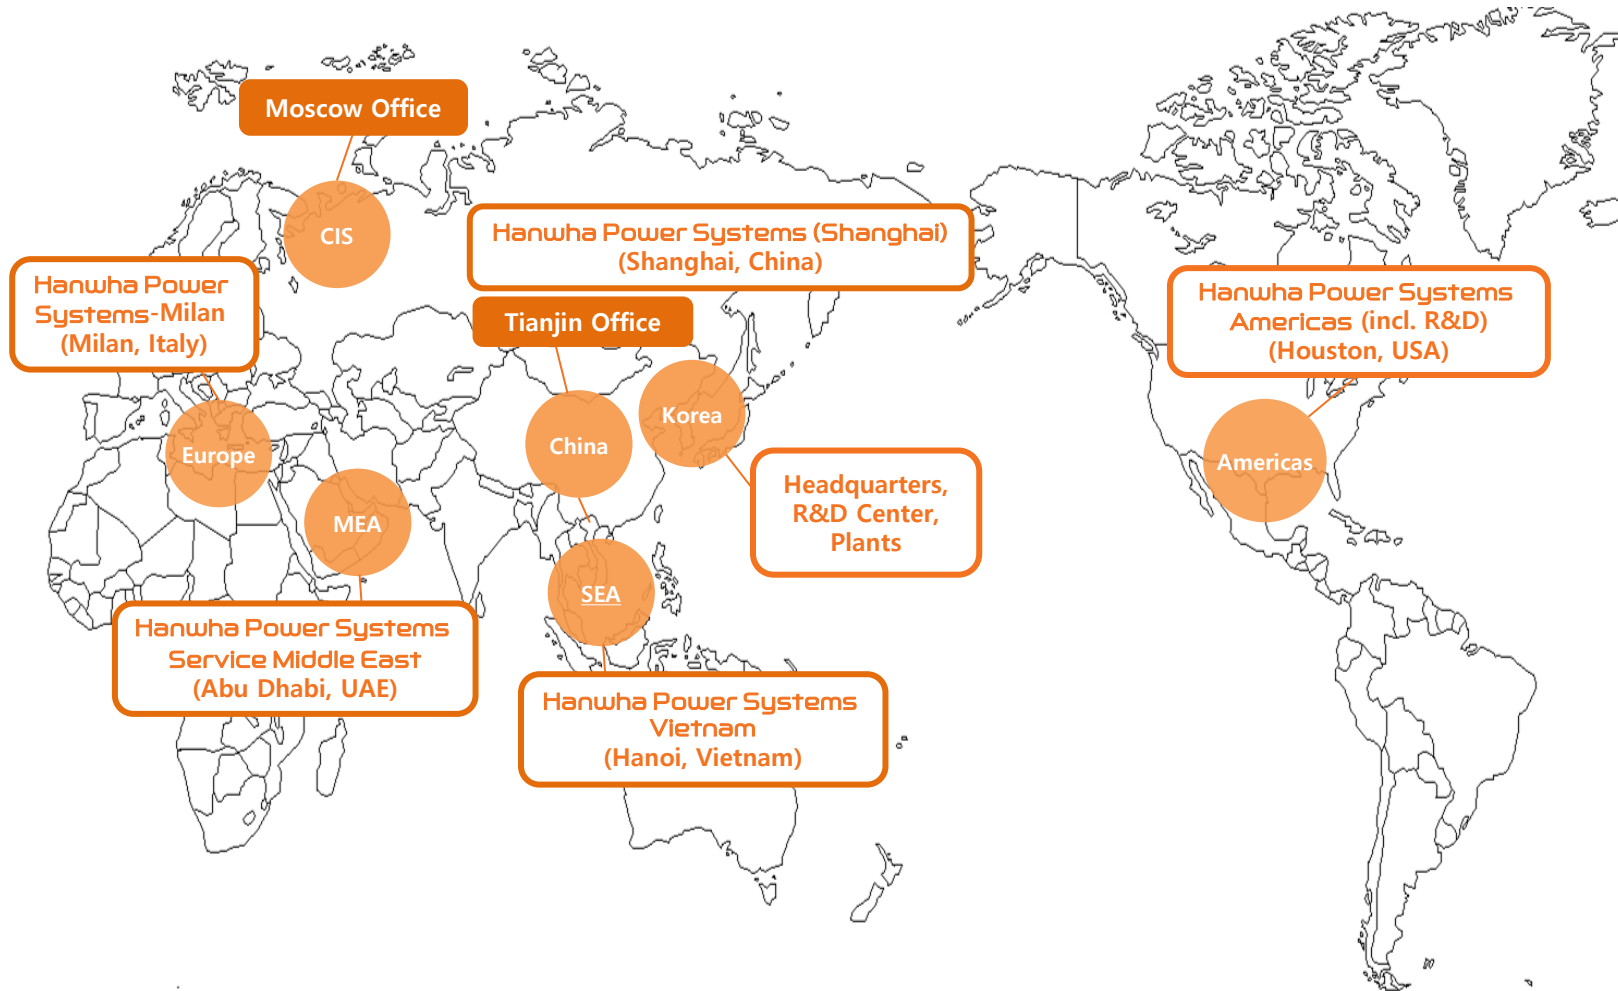 Moscow Office
CIS
Hanwha Power Systems (Shanghai)
(Shanghai, China)
Hanwha Power
Systems-Milan
(Milan, Italy)
Hanwha Power Systems
Americas (incl. R&D)
(Houston, USA)
Tianjin Office
Korea
China
Europe
Americas
Headquarters,
R&D Center,
Plants
MEA
SEA
Hanwha Power Systems
Service Middle East
(Abu Dhabi, UAE)
Hanwha Power Systems
Vietnam
(Hanoi, Vietnam)